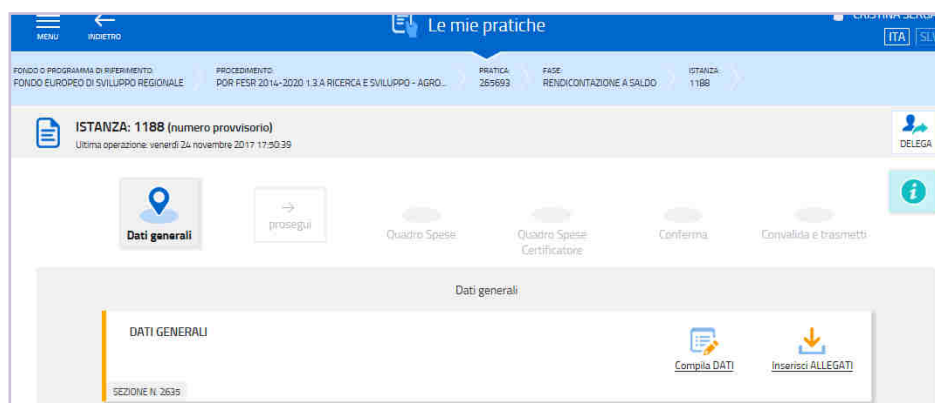 Le mie pratiche
MENU
INDIETRO
ITA
FONDO O PROGRAMMA DI RIFERIMENTO:
FONDO EUROPEO DI SVILUPPO REGIONALE
PROCEDIMENTO:
POR FESR 2014-2020 1.3.A RICERCA E SVILUPPO - AGRO...
PRATICA:
265693
FASE:
RENDICONTAZIONE A SALDO
ISTANZA:
1188
ISTANZA: 1188 (numero provvisorio)
Ultima operazione: venerdì 24 novembre 2017 17:50:39
DELEGA
Dati generali
→
prosegui
Quadro Spese
Quadro Spese
Certificatore
Conferma
Convalida e trasmetti
Dati generali
DATI GENERALI
Compila DATI
Inserisci ALLEGATI
SEZIONE N. 2635